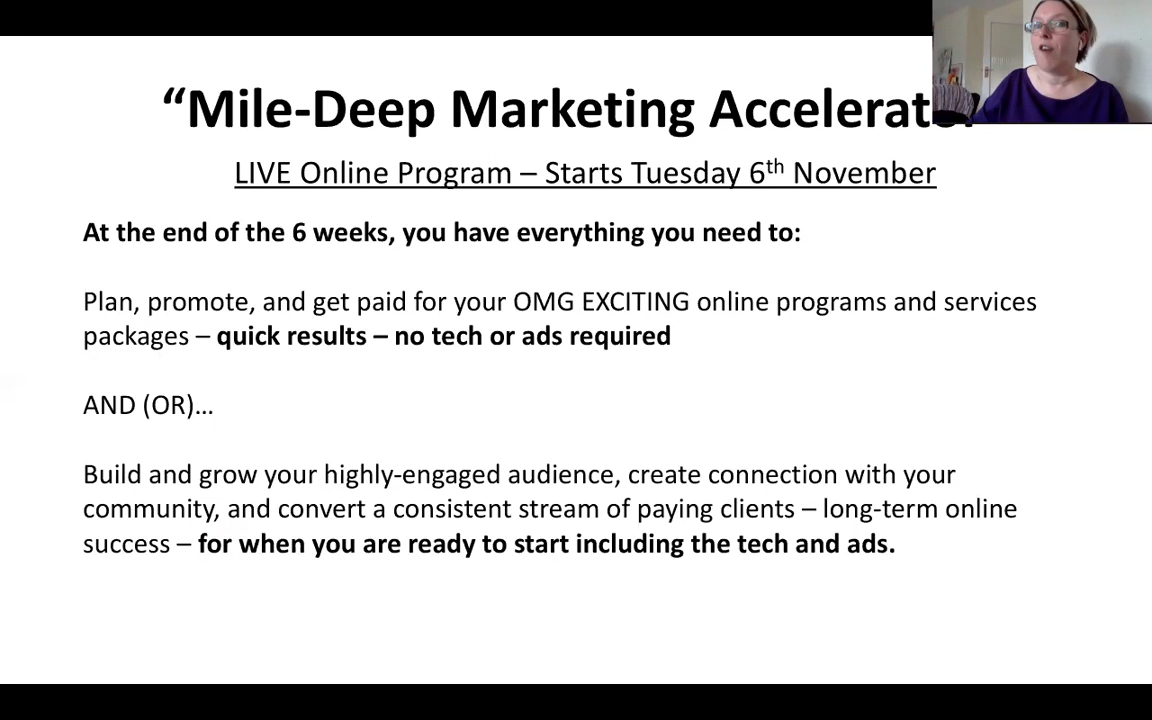 “Mile-Deep Marketing
LIVE Online Program – Starts Tuesday 6th November
At the end of the 6 weeks, you have everything you need to:
Plan, promote, and get paid for your OMG EXCITING online programs and services
packages – quick results – no tech or ads required
AND (OR)…
Build and grow your highly-engaged audience, create connection with your
community, and convert a consistent stream of paying clients – long-term online
success – for when you are ready to start including the tech and ads.